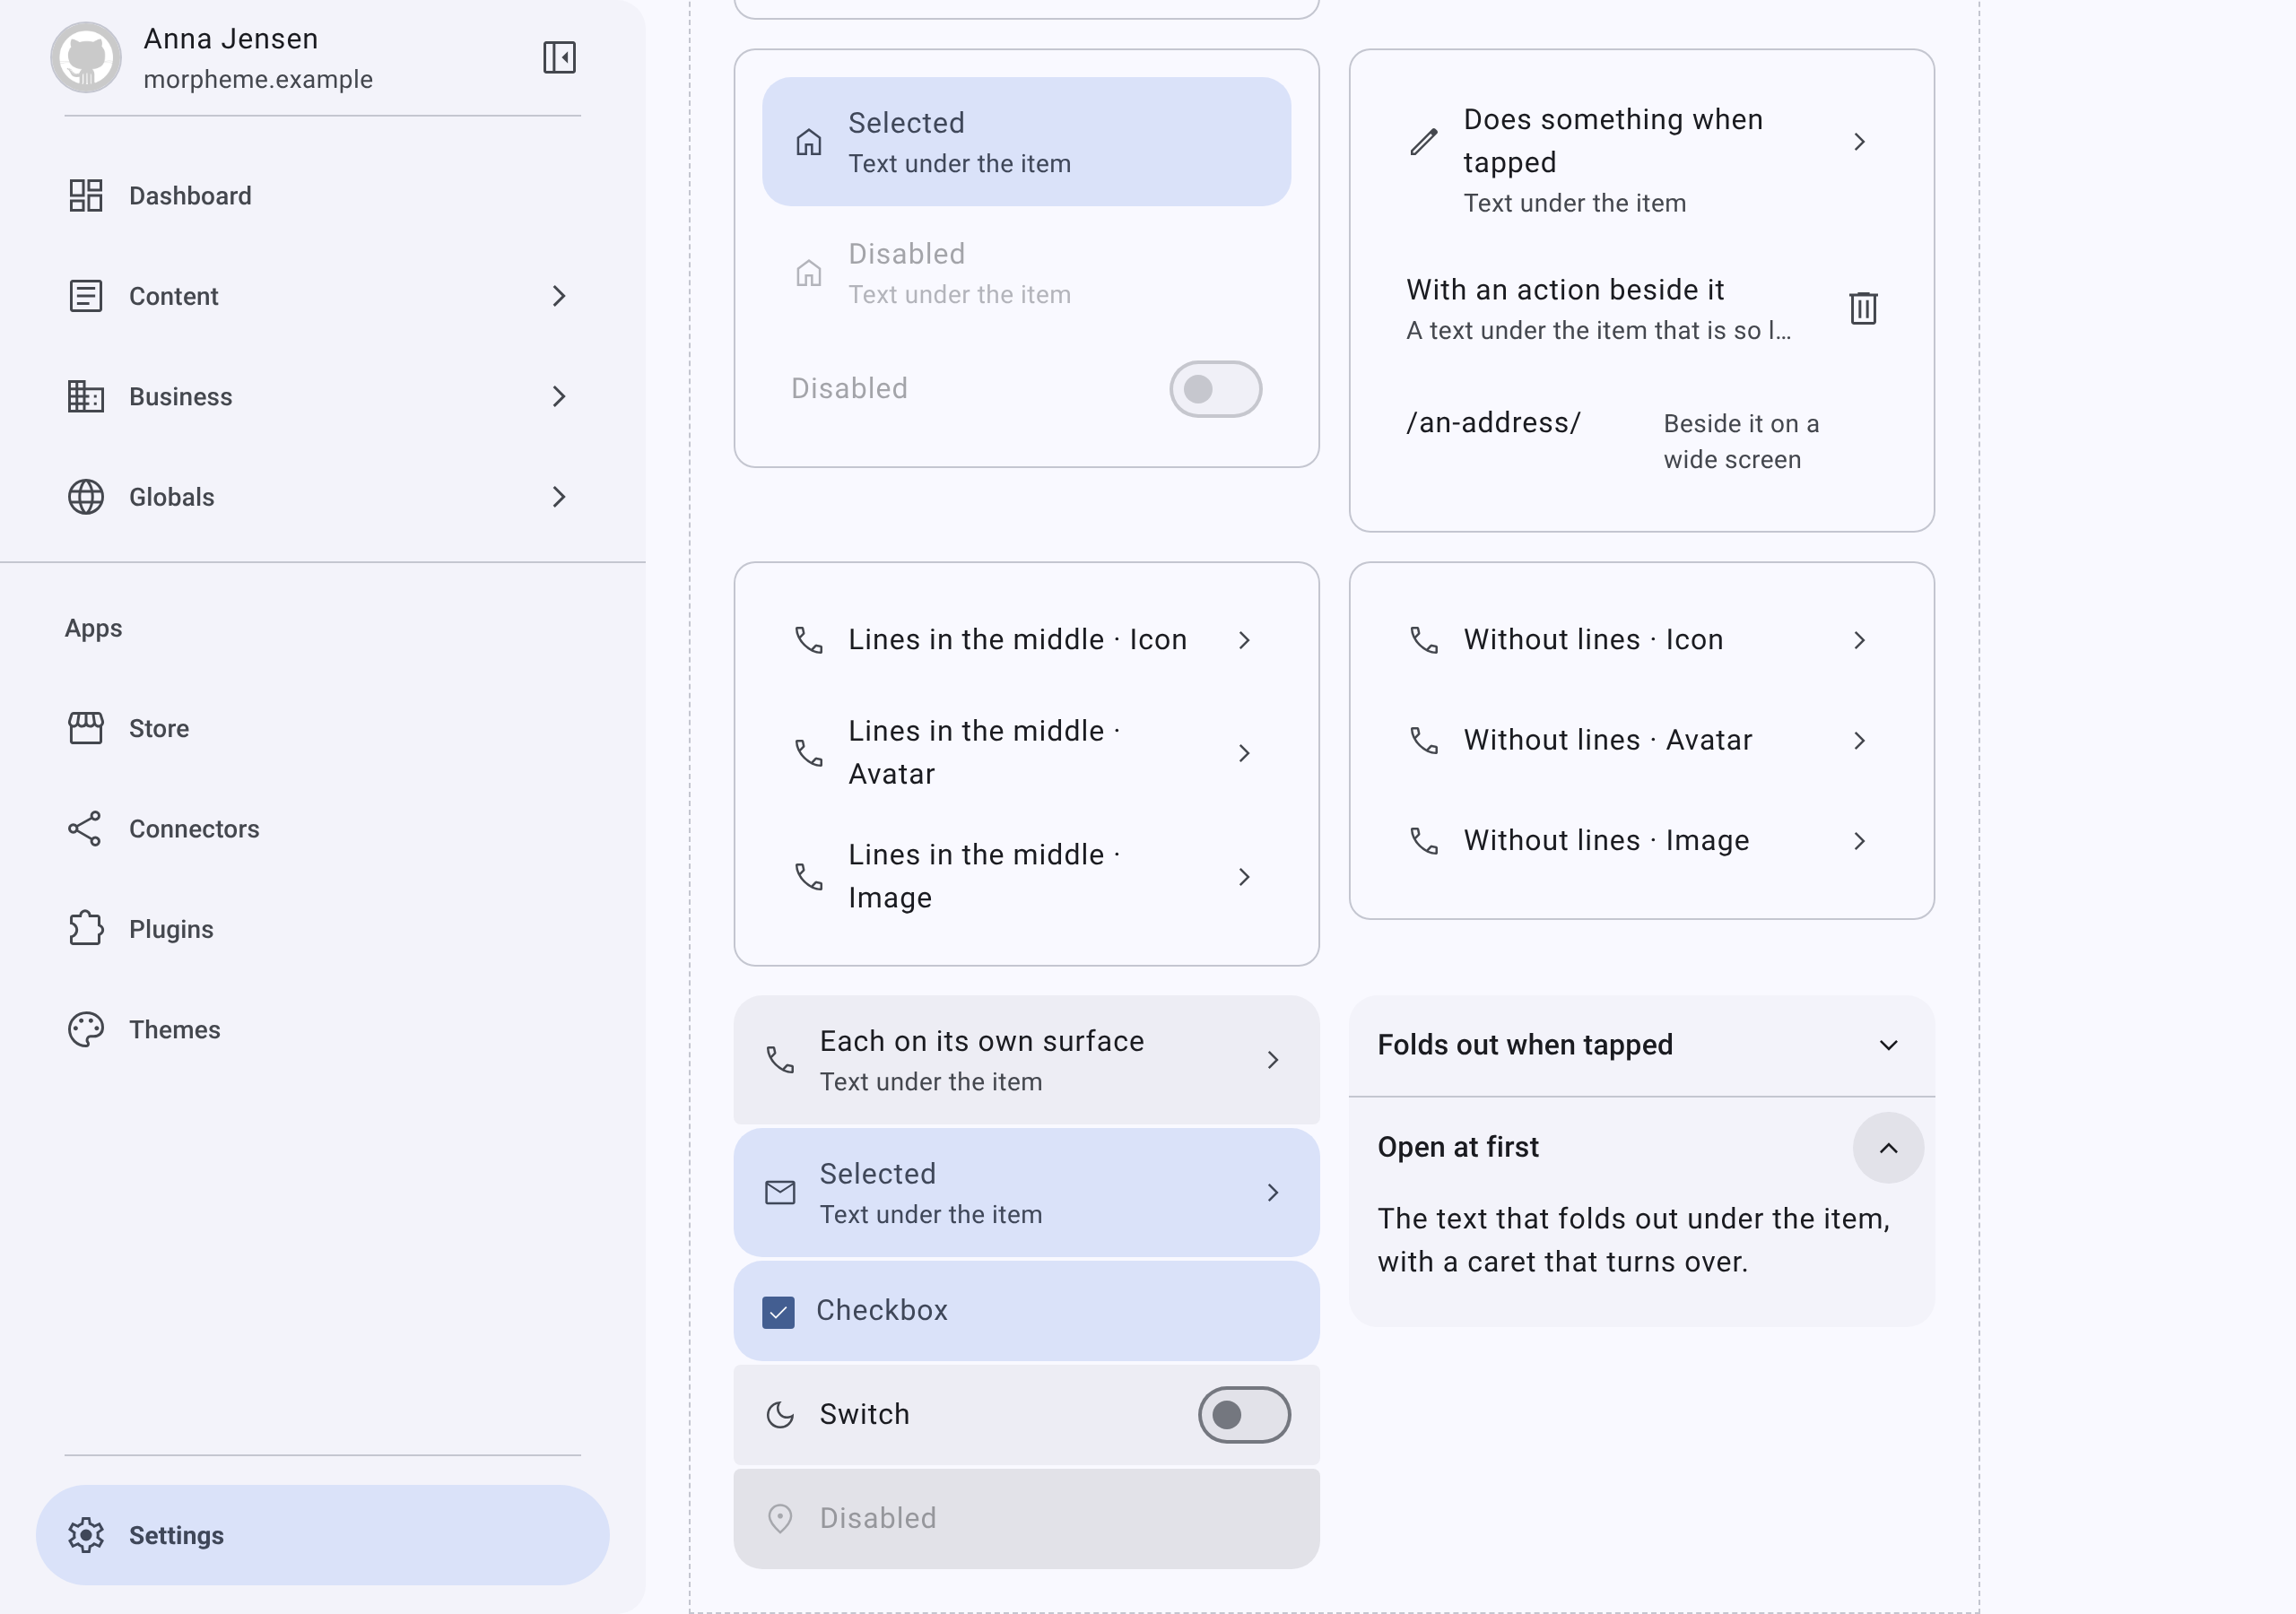 Anna Jensen
morpheme.example
Dashboard
Content
Business
Globals
Apps
Store
Connectors
Plugins
Themes
Settings
Selected
Text under the item
Disabled
Text under the item
Disabled
Does something when
tapped
Text under the item
With an action beside it
A text under the item that is so l…
/an-address/
Beside it on a
wide screen
Lines in the middle · Icon
Lines in the middle ·
Avatar
Lines in the middle ·
Image
Without lines · Icon
Without lines · Avatar
Without lines · Image
Each on its own surface
Text under the item
Selected
Text under the item
Checkbox
Switch
Disabled
Folds out when tapped
Open at first
The text that folds out under the item,
with a caret that turns over.